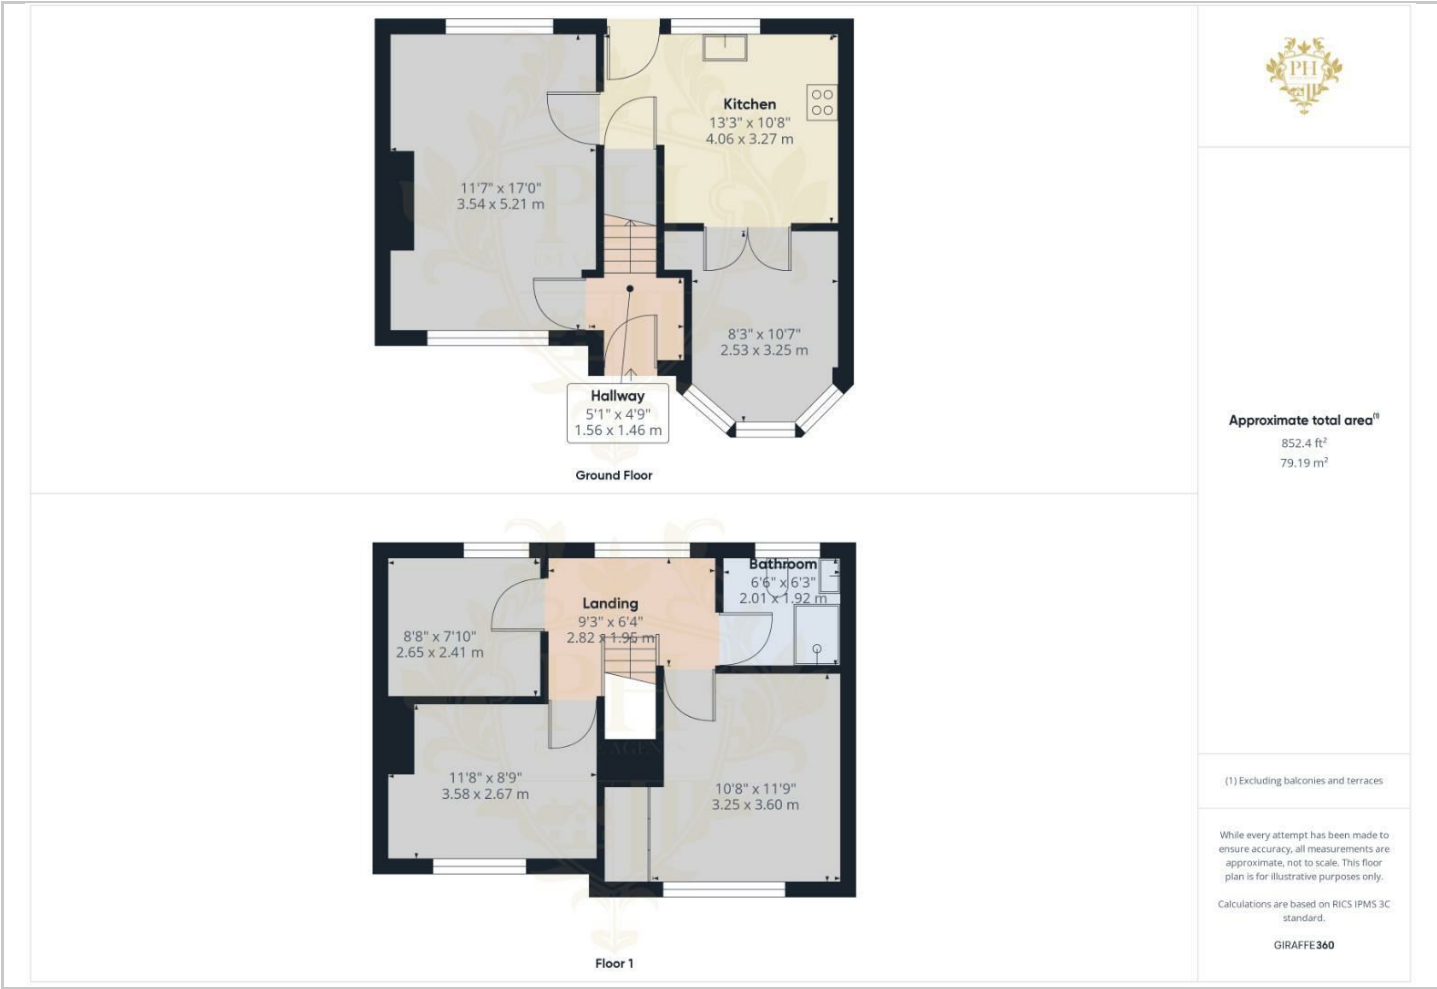 Kitchen
13'3" x 10'8"
4.06 x 3.27 m
11'7" x 17'0"
3.54 x 5.21 m
8'3" x 10'7"
2.53 x 3.25 m
Hallway
5'1" x 4'9"
1.56 x 1.46 m
Ground Floor
Bathroom
6'6" x 6'3"
2.01 x 1.92 m
Landing
9'3" x 6'4"
2.82 x 1.95 m
8'8" x 7'10"
2.65 x 2.41 m
11'8" x 8'9"
3.58 x 2.67 m
10'8" x 11'9"
3.25 x 3.60 m
Floor 1
PH
Approximate total area⁽¹⁾
852.4 ft²
79.19 m²
(1) Excluding balconies and terraces
While every attempt has been made to
ensure accuracy, all measurements are
approximate, not to scale. This floor
plan is for illustrative purposes only.
Calculations are based on RICS IPMS 3C
standard.
GIRAFFE360